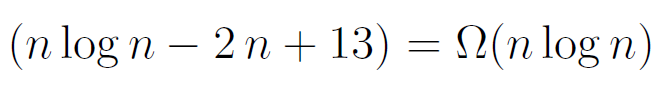 (n log n − 2 n + 13) = Ω(n log n)